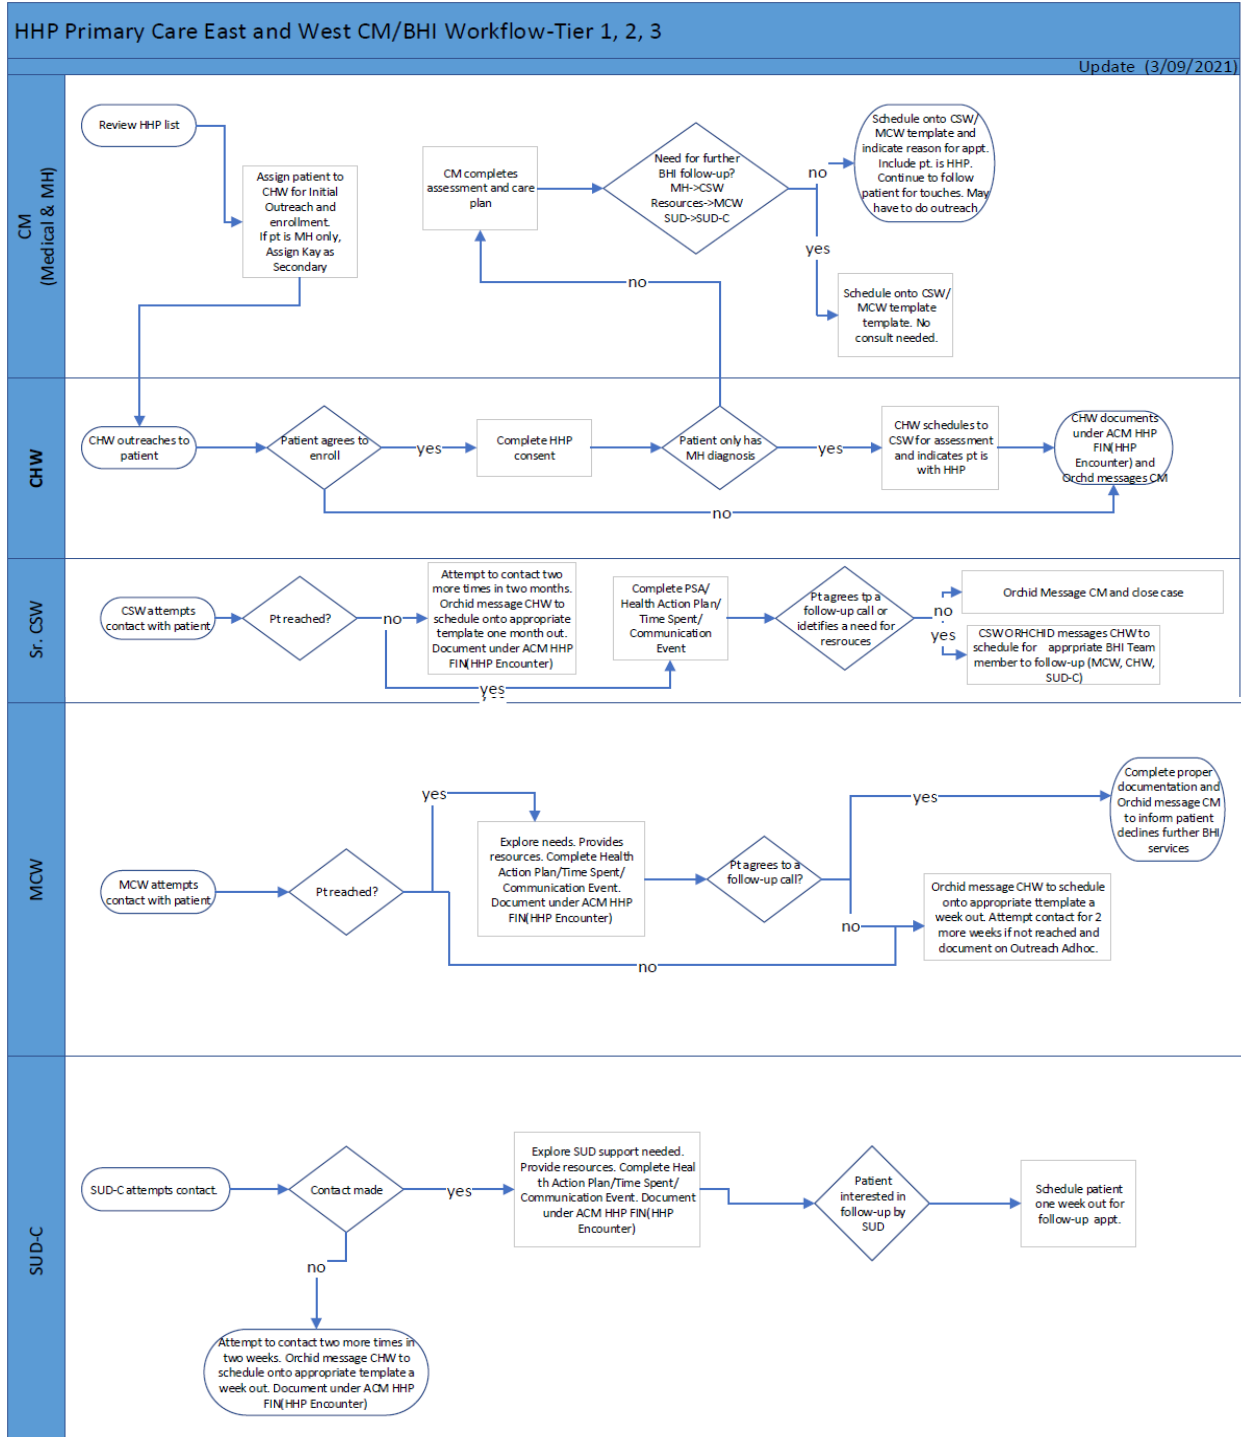 HHP Primary Care East and West CM/BHI Workflow-Tier 1, 2, 3
Update (3/09/2021)
CM
(Medical & MH)
Review HHP list
Assign patient to
CHW for Initial
Outreach and
enrollment.
If pt is MH only,
Assign Kay as
Secondary
CM completes
assessment and care
plan
Need for further
BHI follow-up?
MH->CSW
Resources->MCW
SUD->SUD-C
no
Schedule onto CSW/
MCW template and
indicate reason for appt.
Include pt. is HHP.
Continue to follow
patient for touches. May
have to do outreach
yes
Schedule onto CSW/
MCW template
template. No
consult needed.
no
CHW
CHW outreaches to
patient
Patient agrees to
enroll
yes
Complete HHP
consent
Patient only has
MH diagnosis
yes
CHW schedules to
CSW for assessment
and indicates pt is
with HHP
CHW documents
under ACM HHP
FIN(HHP
Encounter) and
Orchd messages CM
no
Sr. CSW
CSW attempts
contact with patient
Pt reached?
no
Attempt to contact two
more times in two months.
Orchid message CHW to
schedule onto appropriate
template one month out.
Document under ACM HHP
FIN(HHP Encounter)
yes
Complete PSA/
Health Action Plan/
Time Spent/
Communication
Event
Pt agrees tp a
follow-up call or
idetifies a need for
resrouces
no
Orchid Message CM and close case
yes
CSW ORHCHID messages CHW to
schedule for apprpriate BHI Team
member to follow-up (MCW, CHW,
SUD-C)
MCW
MCW attempts
contact with patient
Pt reached?
yes
Explore needs. Provides
resources. Complete Health
Action Plan/Time Spent/
Communication Event.
Document under ACM HHP
FIN(HHP Encounter)
Pt agrees to a
follow-up call?
yes
Complete proper
documentation and
Orchid message CM
to inform patient
declines further BHI
services
no
Orchid message CHW to schedule
onto appropriate ttemplate a
week out. Attempt contact for 2
more weeks if not reached and
document on Outreach Adhoc.
no
SUD-C
SUD-C attempts contact.
Contact made
yes
Explore SUD support needed.
Provide resources. Complete Heal
th Action Plan/Time Spent/
Communication Event. Document
under ACM HHP FIN(HHP
Encounter)
Patient
interested in
follow-up by
SUD
Schedule patient
one week out for
follow-up appt.
no
Attempt to contact two more times in
two weeks. Orchid message CHW to
schedule onto appropriate template a
week out. Document under ACM HHP
FIN(HHP Encounter)